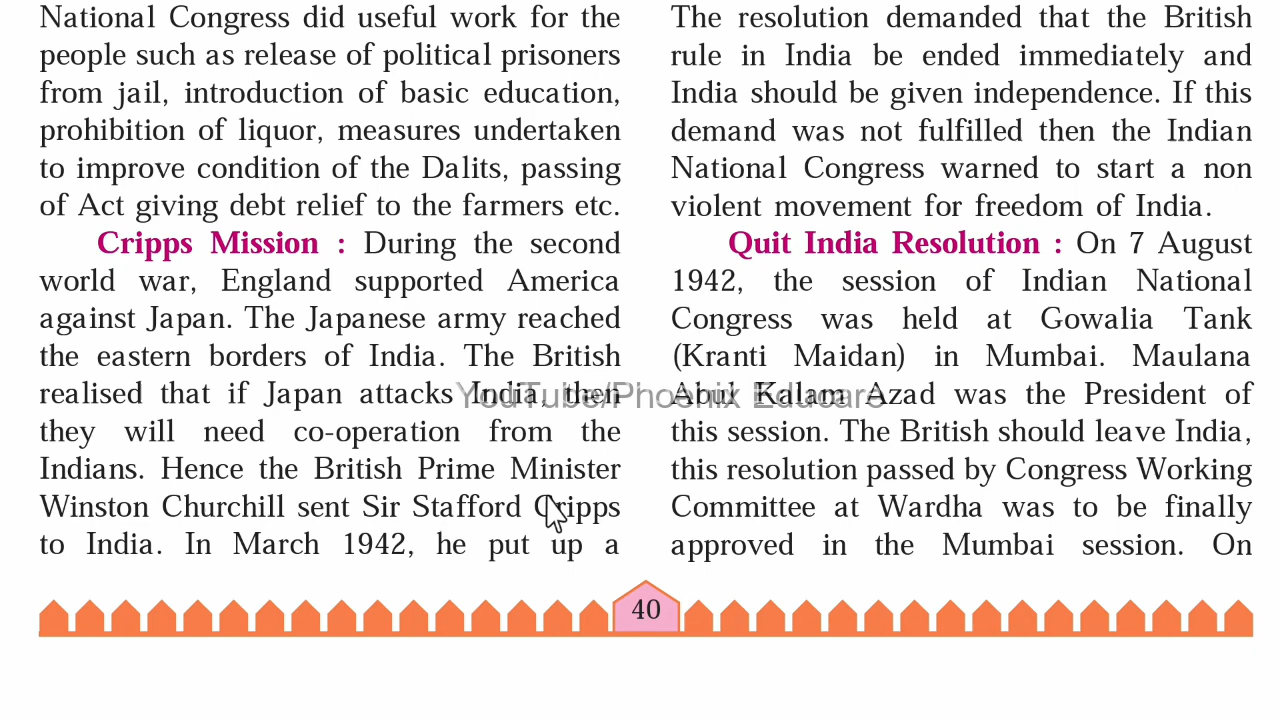 National Congress did useful work for the
people such as release of political prisoners
from jail, introduction of basic education,
prohibition of liquor, measures undertaken
to improve condition of the Dalits, passing
of Act giving debt relief to the farmers etc.
Cripps Mission : During the second
world war, England supported America
against Japan. The Japanese army reached
the eastern borders of India. The British
realised that if Japan attacks India, then
they will need co-operation from the
Indians. Hence the British Prime Minister
Winston Churchill sent Sir Stafford Cripps
to India. In March 1942, he put up a
The resolution demanded that the British
rule in India be ended immediately and
India should be given independence. If this
demand was not fulfilled then the Indian
National Congress warned to start a non
violent movement for freedom of India.
Quit India Resolution : On 7 August
1942, the session of Indian National
Congress was held at Gowalia Tank
(Kranti Maidan) in Mumbai. Maulana
Abul Kalam Azad was the President of
this session. The British should leave India,
this resolution passed by Congress Working
Committee at Wardha was to be finally
approved in the Mumbai session. On
YouTube/Phoenix Educare
40